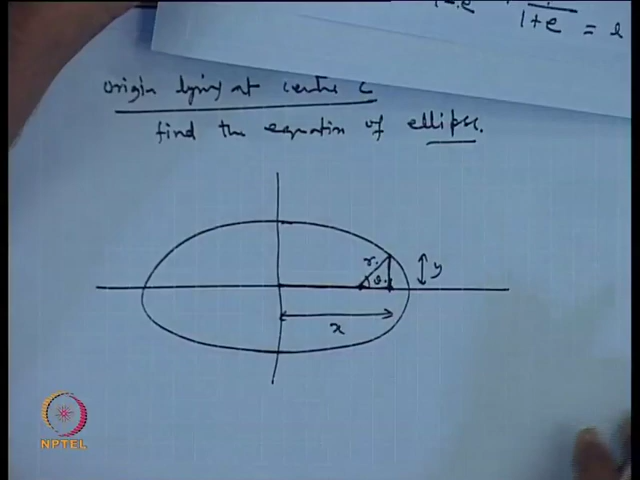 1+e = l
origin lying at centre C
find the equation of ellipse.
r
θ
y
x
NPTEL